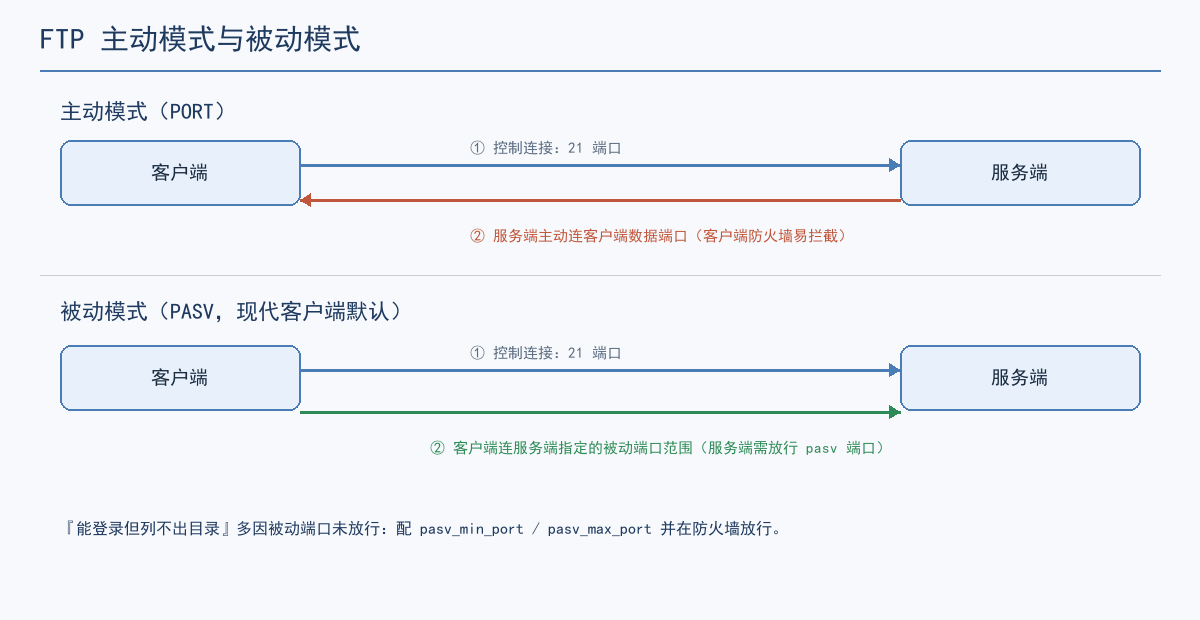 FTP 主动模式与被动模式
主动模式（PORT）
① 控制连接：21 端口
客户端
服务端
② 服务端主动连客户端数据端口（客户端防火墙易拦截）
被动模式（PASV，现代客户端默认）
① 控制连接：21 端口
客户端
服务端
② 客户端连服务端指定的被动端口范围（服务端需放行 pasv 端口）
『能登录但列不出目录』多因被动端口未放行：配 pasv_min_port / pasv_max_port 并在防火墙放行。